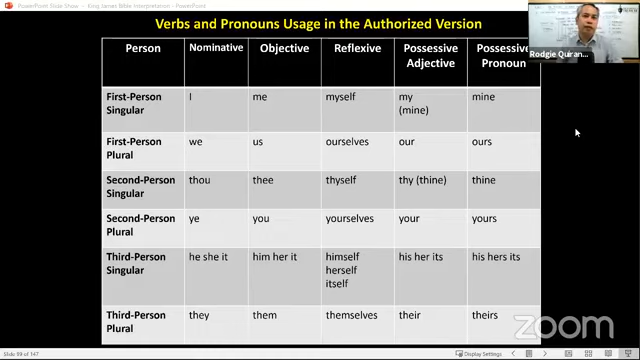 PowerPoint Slide Show - King James Bible Interpretation - PowerPoint
Verbs and Pronouns Usage in the Authorized Version
Person Nominative Objective Reflexive Possessive Adjective Possessive Pronoun
First-Person Singular I me myself my (mine) mine
First-Person Plural we us ourselves our ours
Second-Person Singular thou thee thyself thy (thine) thine
Second-Person Plural ye you yourselves your yours
Third-Person Singular he she it him her it himself herself itself his her its his hers its
Third-Person Plural they them themselves their theirs
Rodgie Quiran...
zoom
Slide 99 of 147
Display Settings